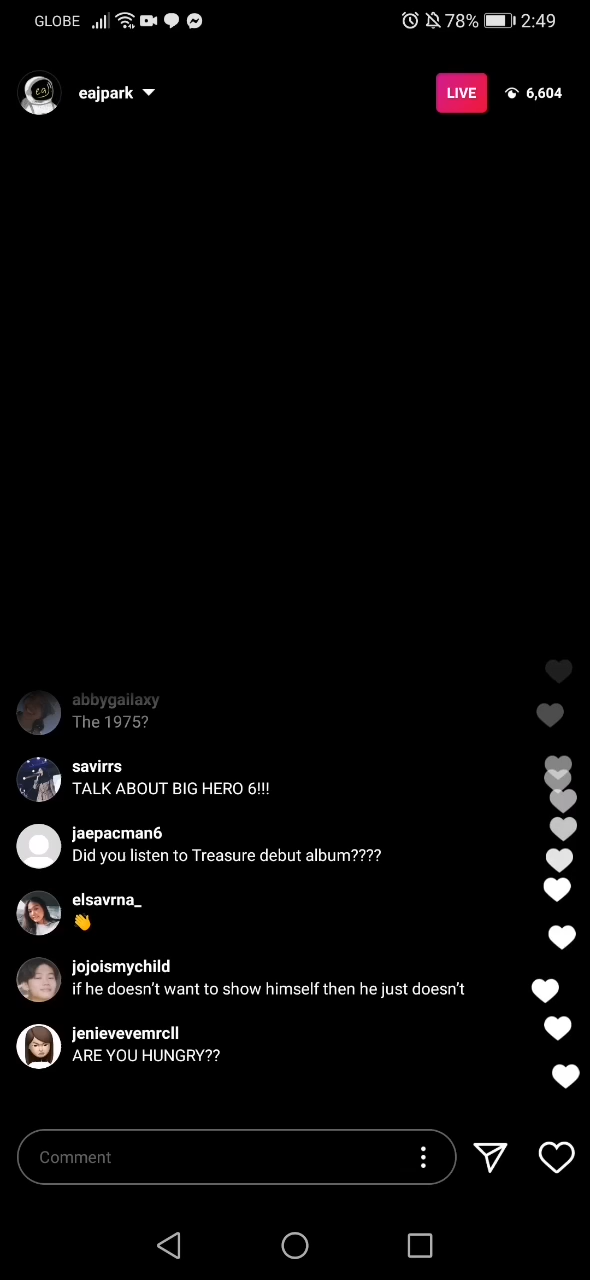 GLOBE 78% 2:49
eajpark LIVE 6,604
abbygailaxy
The 1975?
savirrs
TALK ABOUT BIG HERO 6!!!
jaepacman6
Did you listen to Treasure debut album????
elsavrna_
👋
jojoismychild
if he doesn’t want to show himself then he just doesn’t
jenievevemrcll
ARE YOU HUNGRY??
Comment